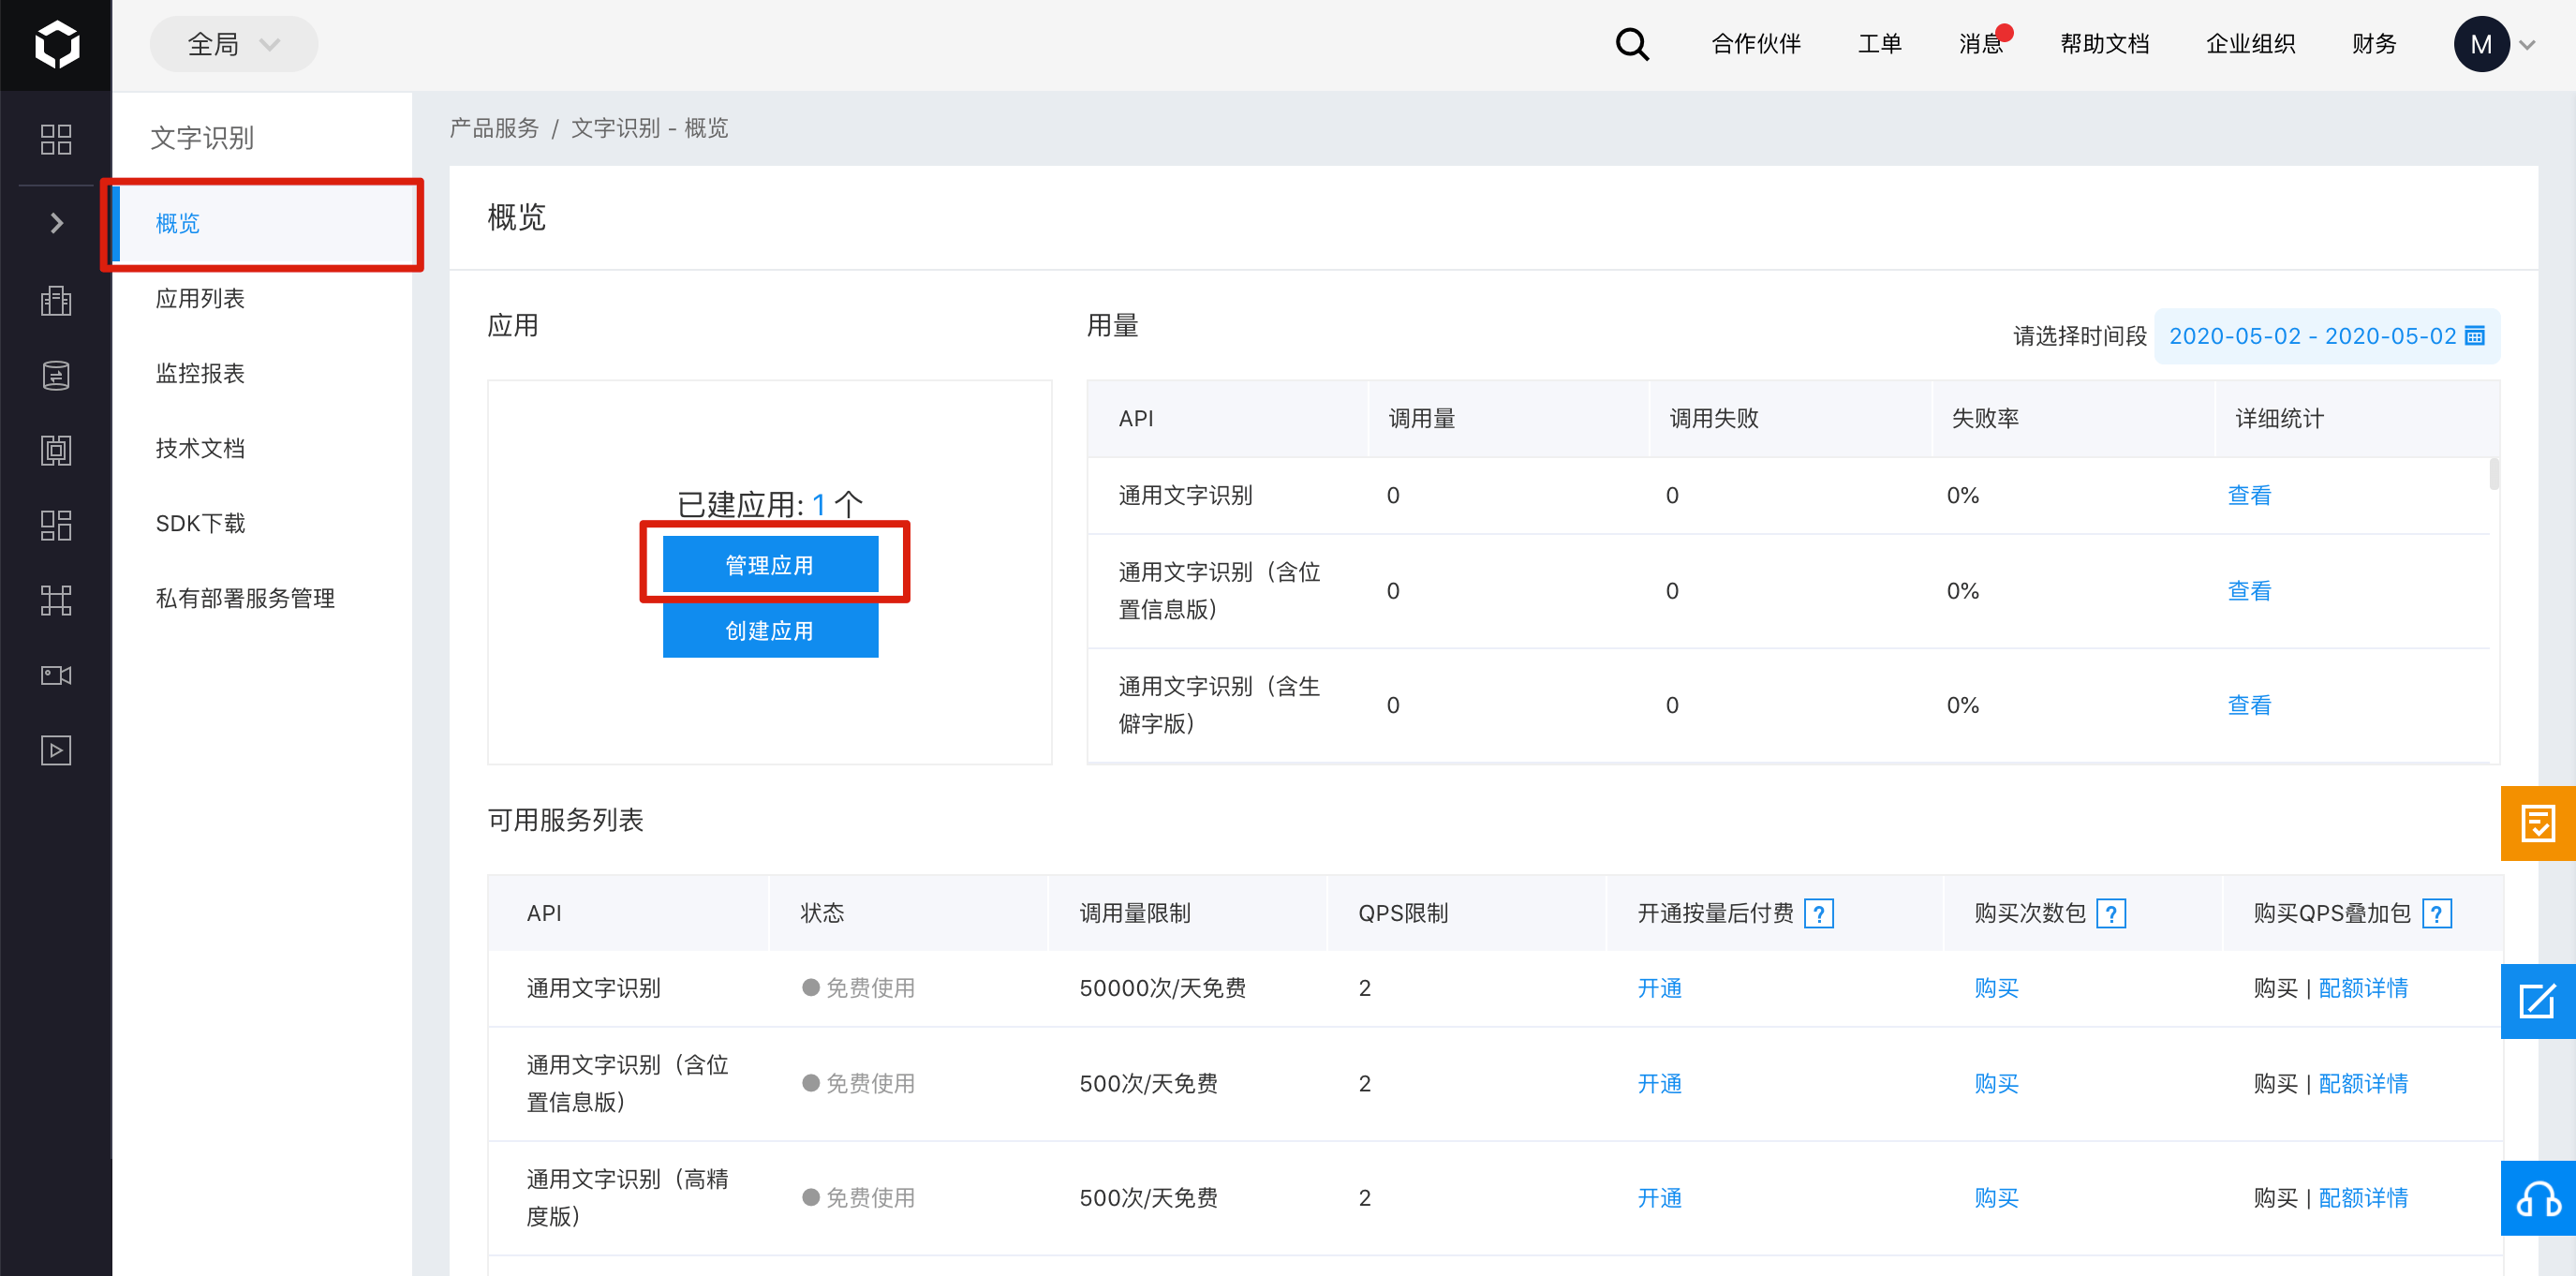 全局
合作伙伴
工单
消息
帮助文档
企业组织
财务
M
文字识别
概览
应用列表
监控报表
技术文档
SDK下载
私有部署服务管理
产品服务 / 文字识别 - 概览
概览
应用
已建应用: 1 个
管理应用
创建应用
用量
请选择时间段 2020-05-02 - 2020-05-02
API 调用量 调用失败 失败率 详细统计
通用文字识别 0 0 0% 查看
通用文字识别（含位
置信息版） 0 0 0% 查看
通用文字识别（含生
僻字版） 0 0 0% 查看
可用服务列表
API 状态 调用量限制 QPS限制 开通按量后付费 ? 购买次数包 ? 购买QPS叠加包 ?
通用文字识别 免费使用 50000次/天免费 2 开通 购买 购买 | 配额详情
通用文字识别（含位
置信息版） 免费使用 500次/天免费 2 开通 购买 购买 | 配额详情
通用文字识别（高精
度版） 免费使用 500次/天免费 2 开通 购买 购买 | 配额详情